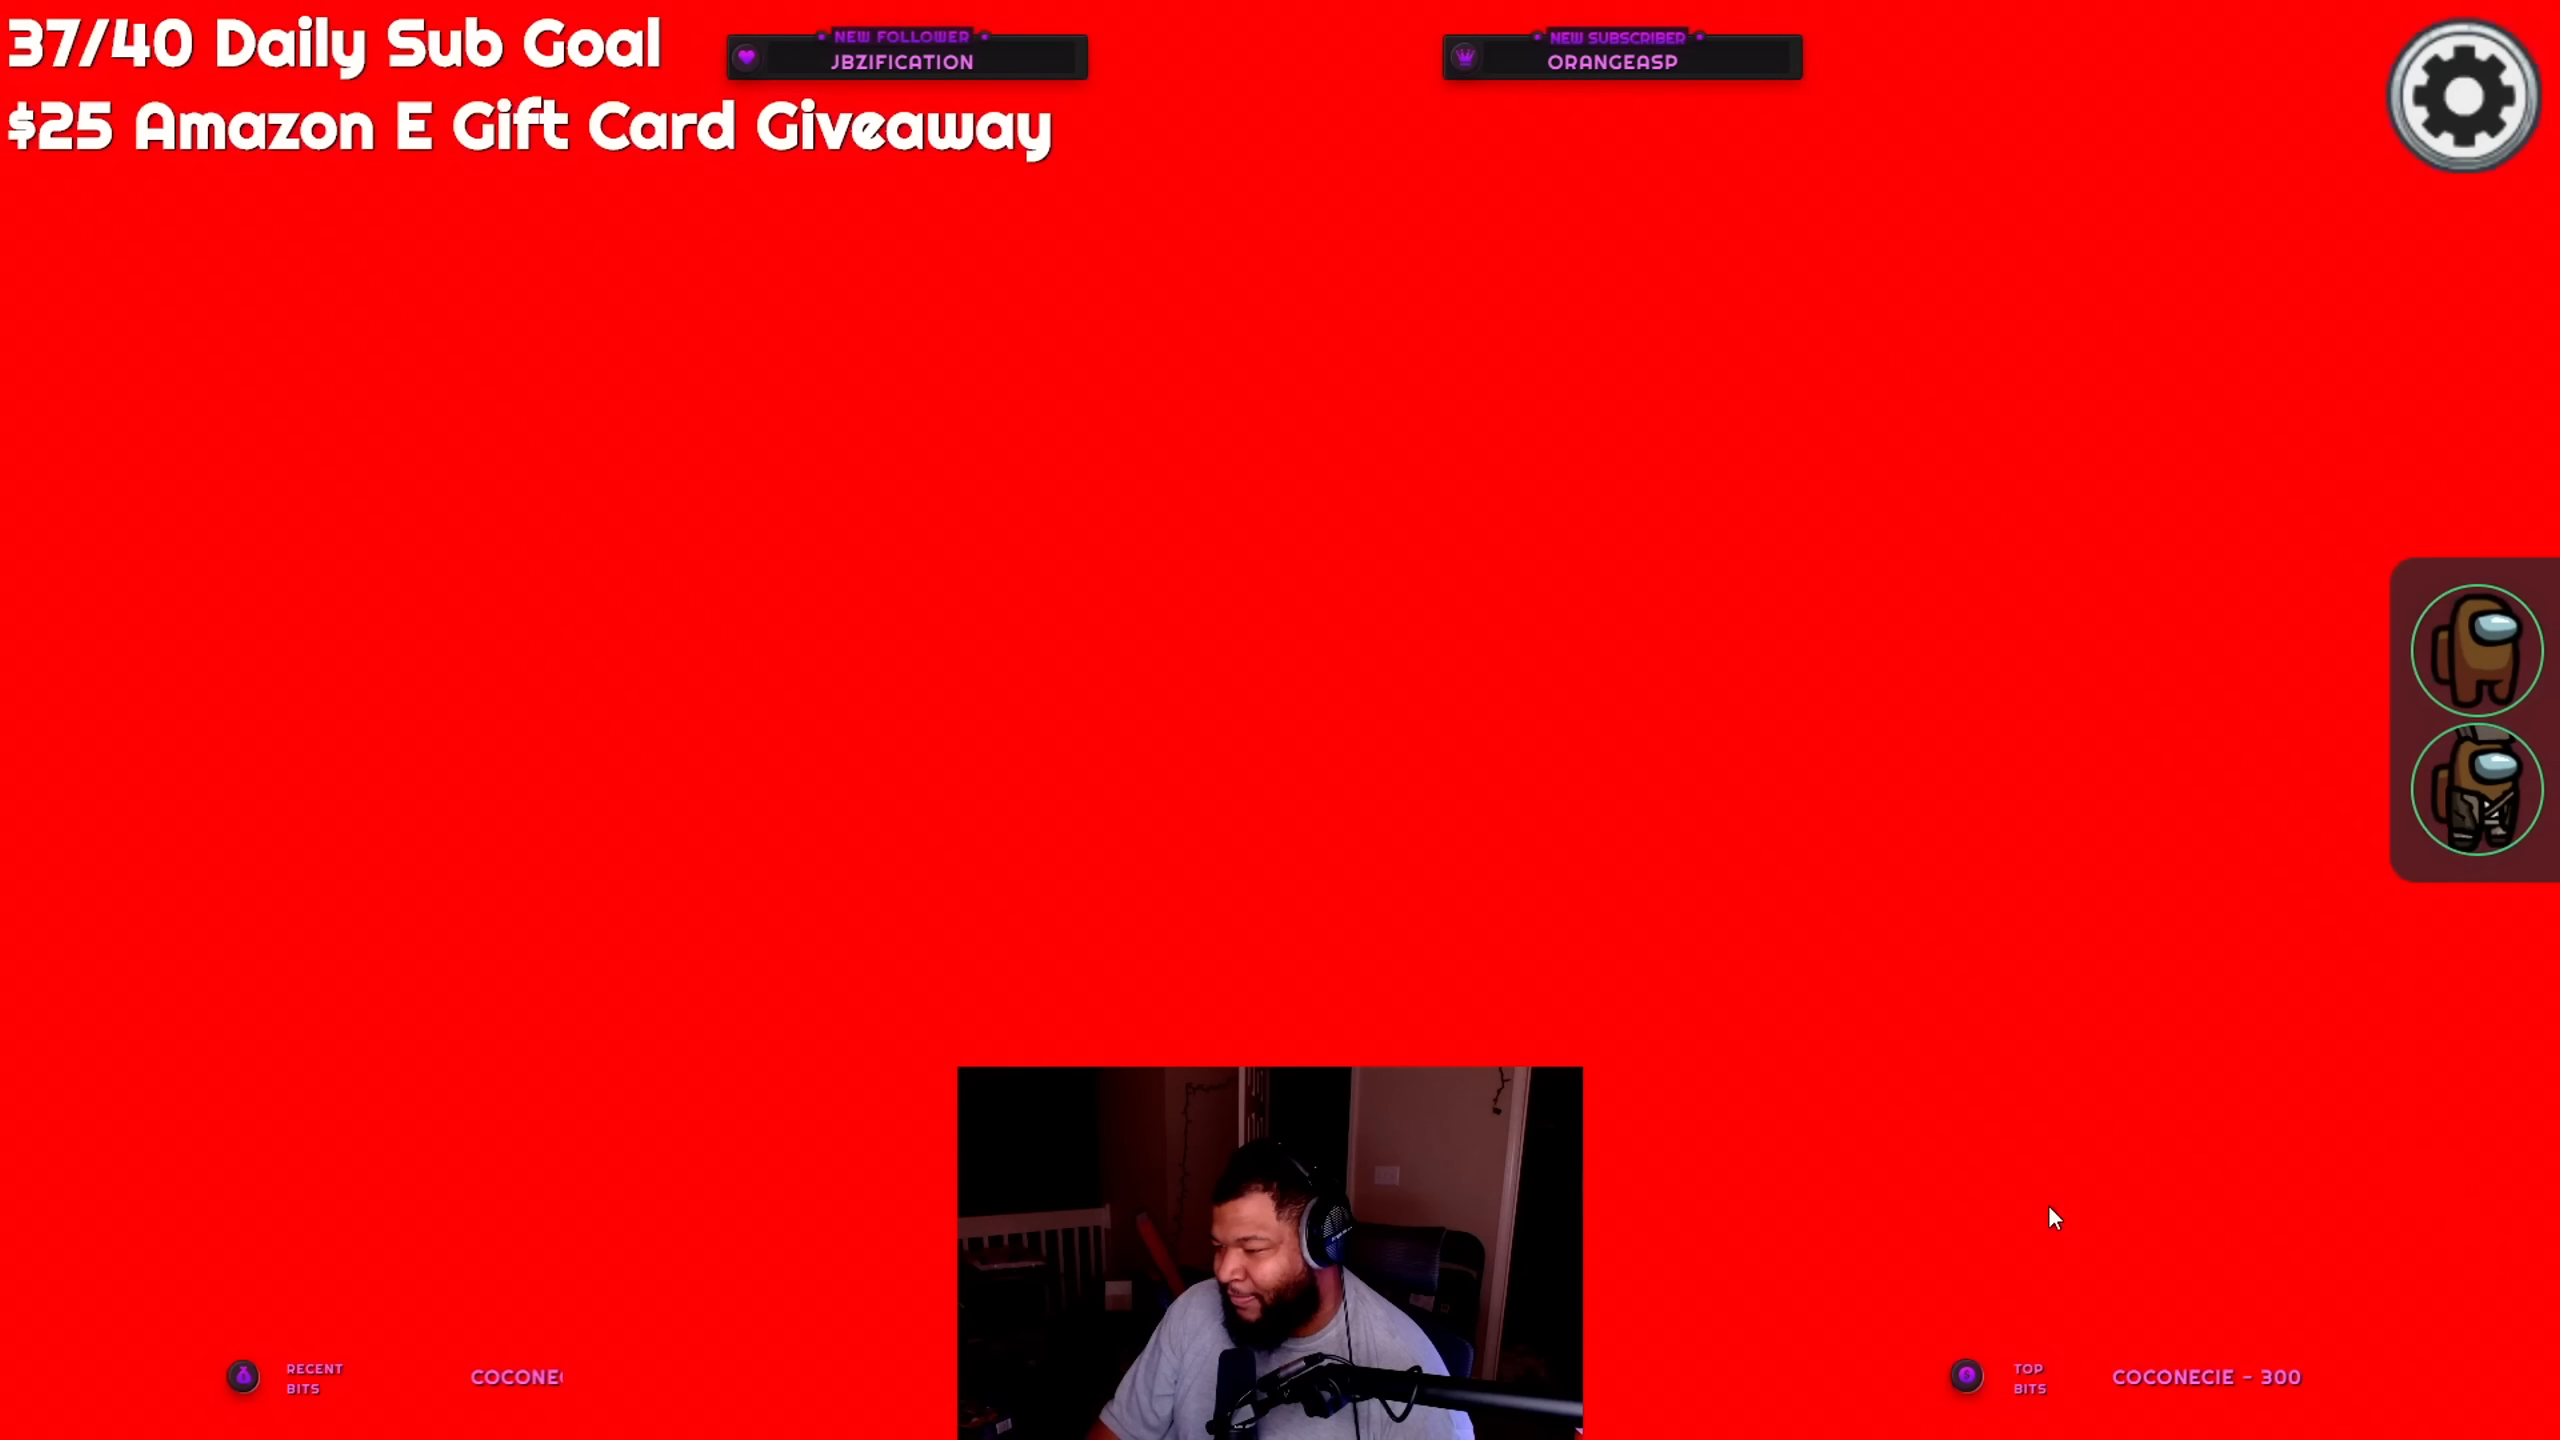 37/40 Daily Sub Goal
$25 Amazon E Gift Card Giveaway
NEW FOLLOWER
JBZIFICATION
NEW SUBSCRIBER
ORANGEASP
RECENT
BITS
COCONE
TOP
BITS
COCONECIE - 300